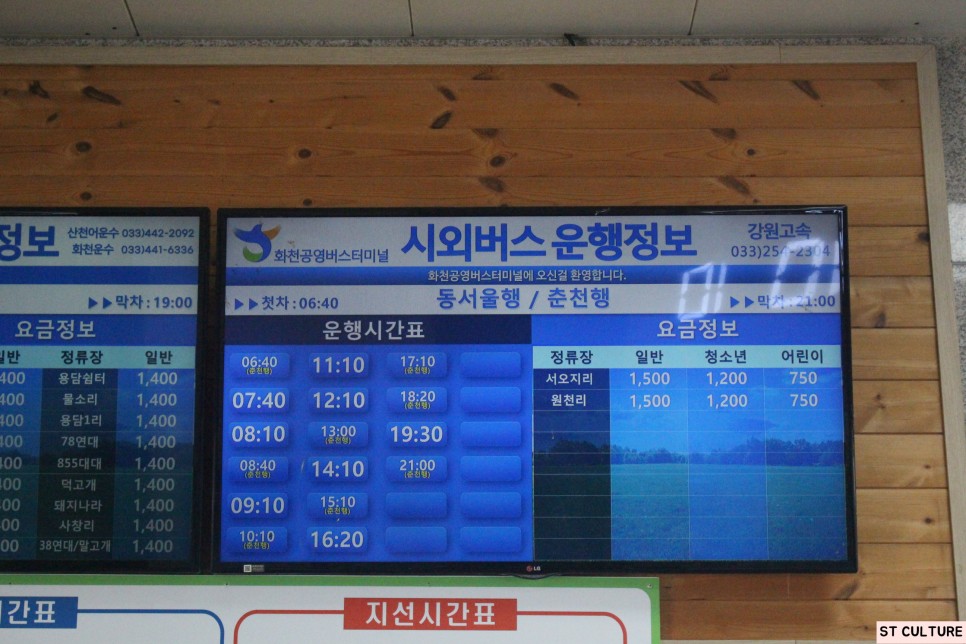 정보 산천어운수 033)442-2092
화천운수 033)441-6336
▶▶막차 : 19:00
요금정보
일반 정류장 일반
400 용담쉼터 1,400
400 물소리 1,400
400 용담1리 1,400
400 78연대 1,400
400 855대대 1,400
00 덕고개 1,400
00 돼지나라 1,400
00 사창리 1,400
00 38연대/말고개 1,400
화천공영버스터미널 시외버스 운행정보 강원고속
033)254-2304
화천공영버스터미널에 오신걸 환영합니다.
▶▶첫차 : 06:40 동서울행 / 춘천행 ▶▶막차 : 21:00
운행시간표 요금정보
06:40 (춘천행) 11:10 17:10 (춘천행)
07:40 12:10 18:20 (춘천행)
08:10 13:00 (춘천행) 19:30
08:40 (춘천행) 14:10 21:00 (춘천행)
09:10 15:10 (춘천행)
10:10 (춘천행) 16:20
정류장 일반 청소년 어린이
서오지리 1,500 1,200 750
원천리 1,500 1,200 750
LG
시간표
지선시간표
ST CULTURE